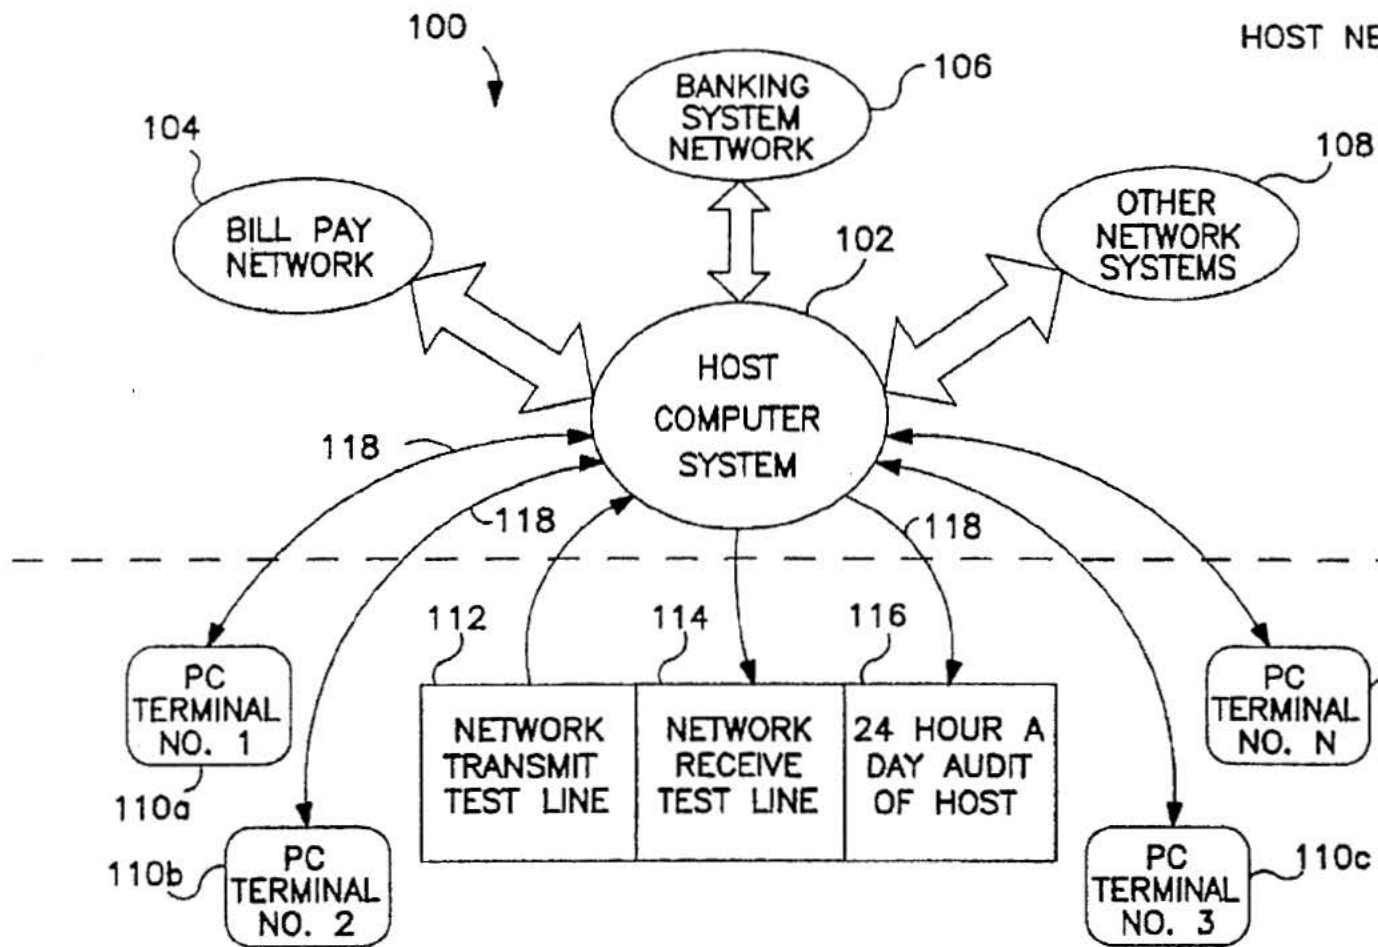 100
HOST NE
BANKING
SYSTEM
NETWORK
106
104
108
BILL PAY
NETWORK
OTHER
NETWORK
SYSTEMS
102
HOST
COMPUTER
SYSTEM
118
118
118
112
114
116
PC
TERMINAL
NO. 1
110a
NETWORK
TRANSMIT
TEST LINE
NETWORK
RECEIVE
TEST LINE
24 HOUR A
DAY AUDIT
OF HOST
PC
TERMINAL
NO. N
110b
PC
TERMINAL
NO. 2
PC
TERMINAL
NO. 3
110c